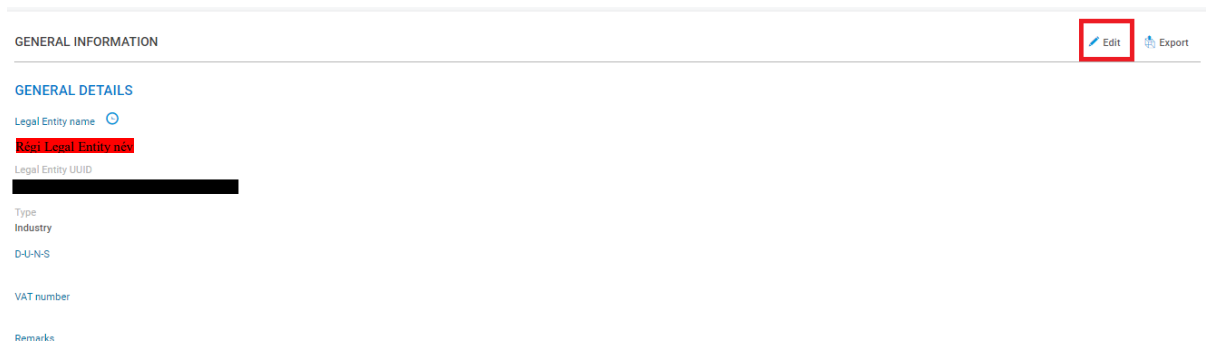 GENERAL INFORMATION
Edit
Export
GENERAL DETAILS
Legal Entity name
Régi Legal Entity név
Legal Entity UUID
Type
Industry
D-U-N-S
VAT number
Remarks